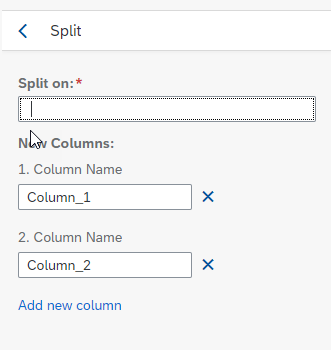 Split
Split on:*
New Columns:
1. Column Name
Column_1
2. Column Name
Column_2
Add new column